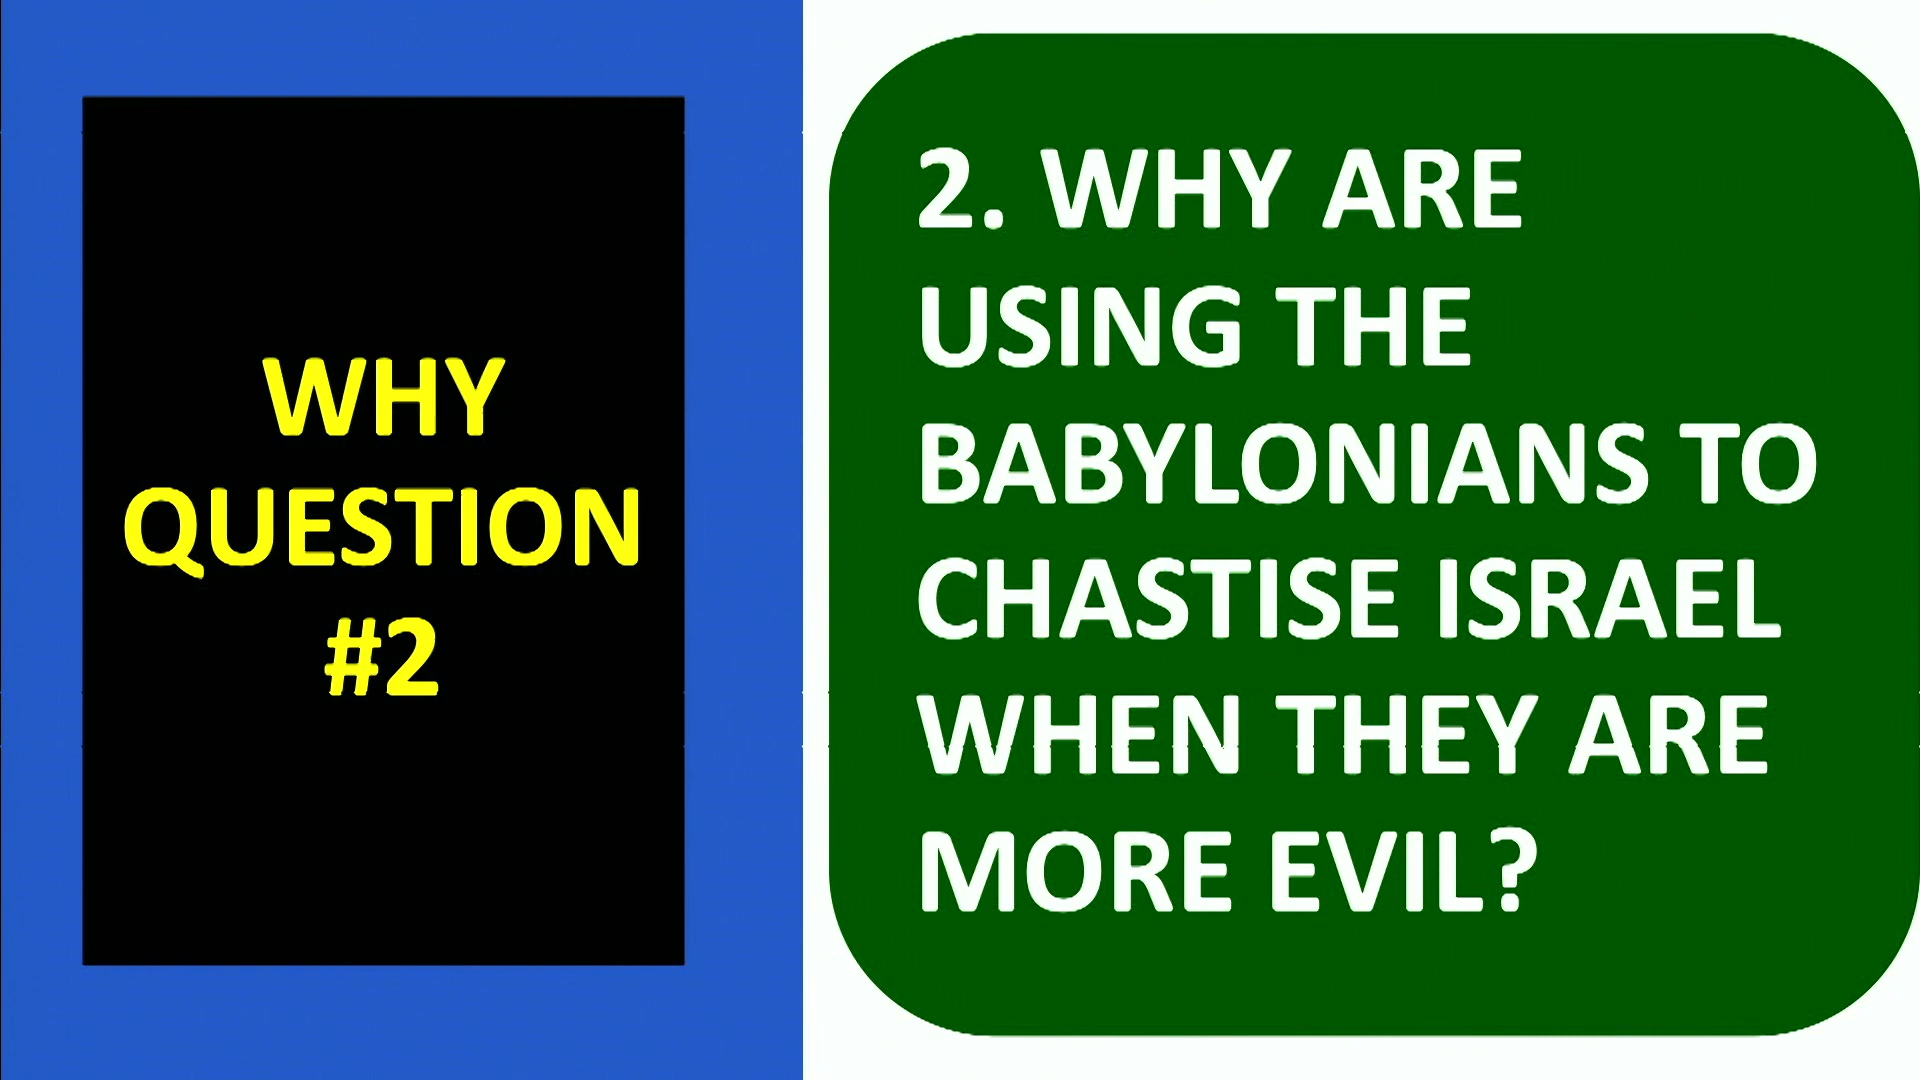 WHY
QUESTION
#2
2. WHY ARE
USING THE
BABYLONIANS TO
CHASTISE ISRAEL
WHEN THEY ARE
MORE EVIL?